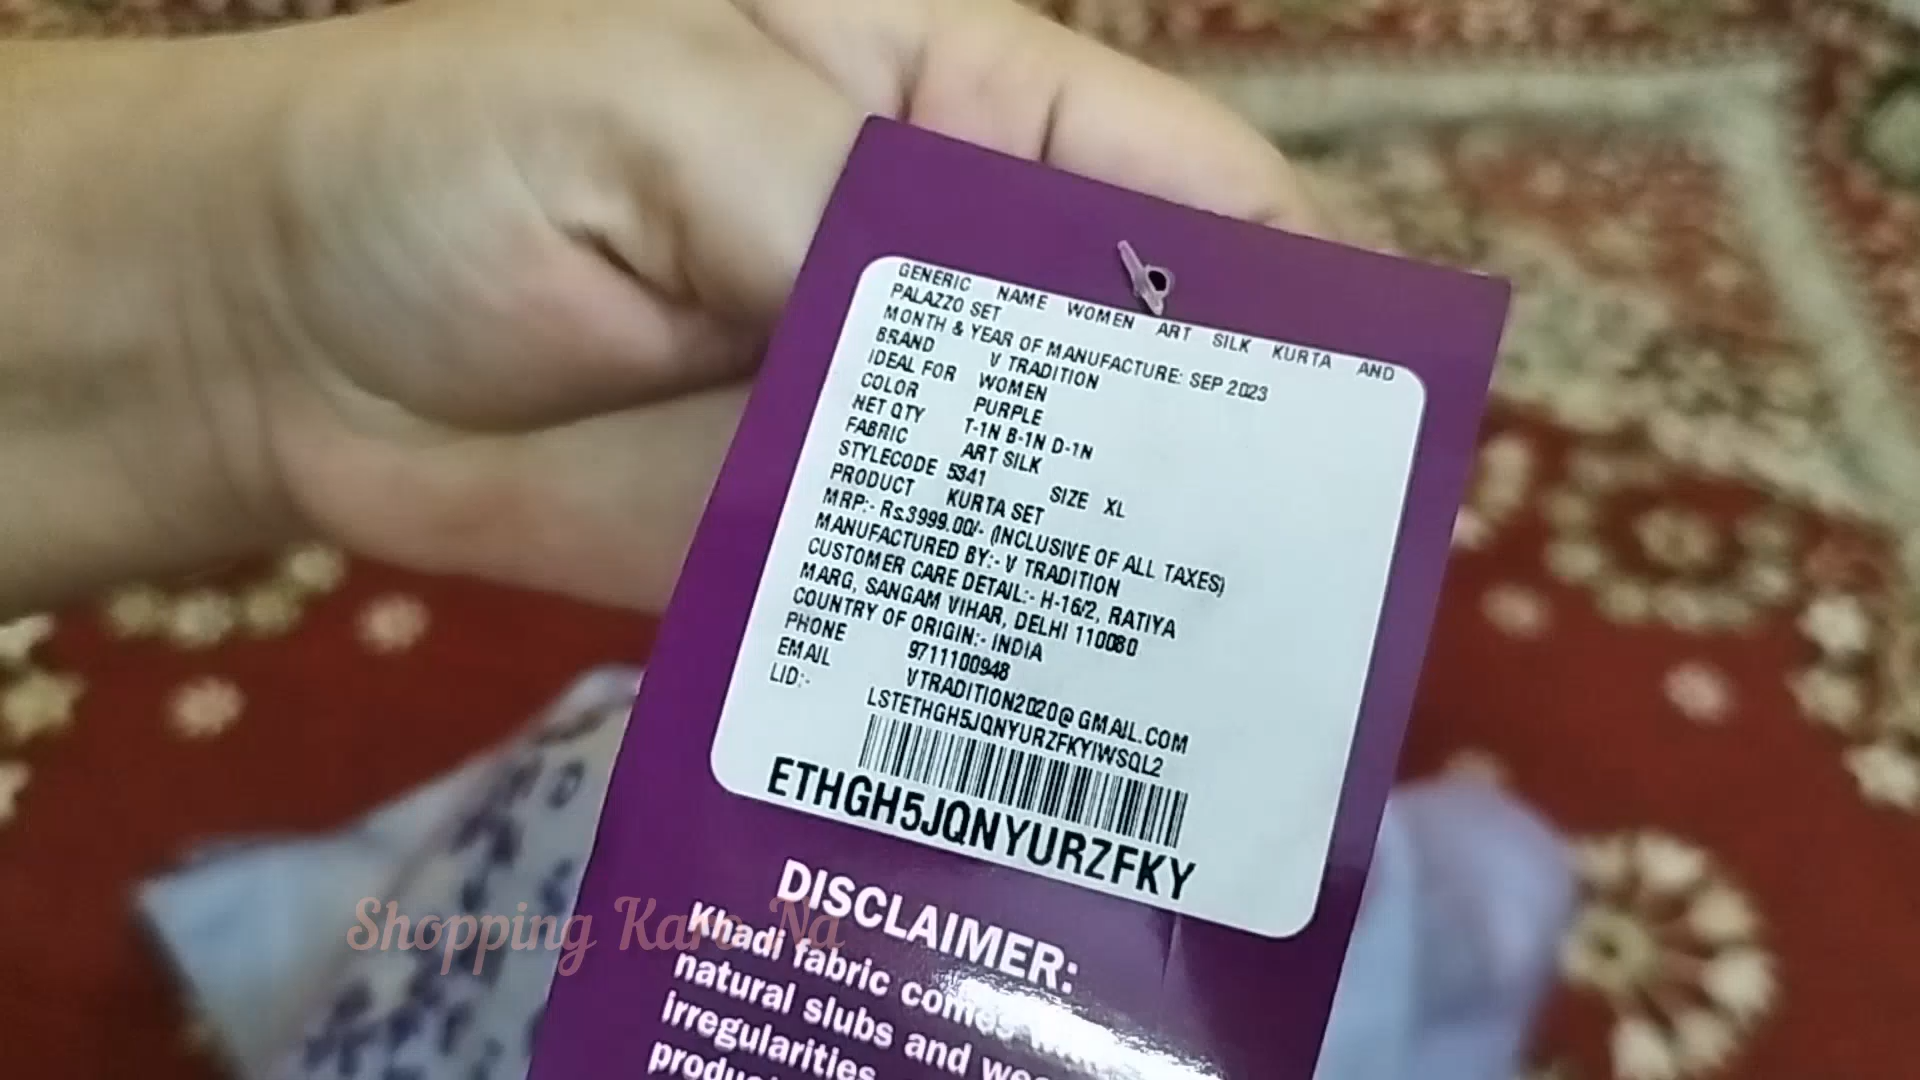 GENERIC NAME WOMEN ART SILK KURTA AND
PALAZZO SET
MONTH & YEAR OF MANUFACTURE: SEP 2023
BRAND V TRADITION
IDEAL FOR WOMEN
COLOR PURPLE
NET QTY T-1N B-1N D-1N
FABRIC ART SILK
STYLECODE 5341 SIZE XL
PRODUCT KURTA SET
MRP:- Rs.3999.00/- (INCLUSIVE OF ALL TAXES)
MANUFACTURED BY:- V TRADITION
CUSTOMER CARE DETAIL:- H-16/2, RATIYA
MARG, SANGAM VIHAR, DELHI 110080
COUNTRY OF ORIGIN:- INDIA
PHONE 9711100948
EMAIL VTRADITION2020@GMAIL.COM
LID:- LSTETHGH5JQNYURZFKYIWSQL2
ETHGH5JQNYURZFKY
DISCLAIMER:
Khadi fabric comes
natural slubs and
irregularities
Shopping Karo Na